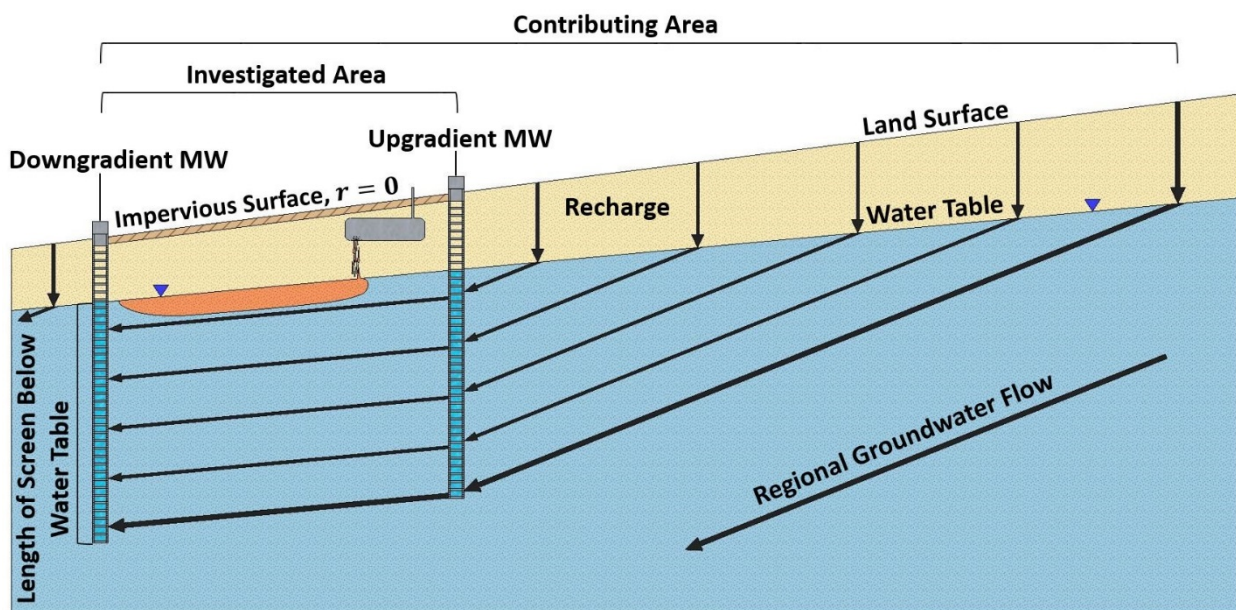 Contributing Area
Investigated Area
Upgradient MW
Land Surface
Downgradient MW
Impervious Surface, r = 0
Recharge
Water Table
Length of Screen Below
Water Table
Regional Groundwater Flow